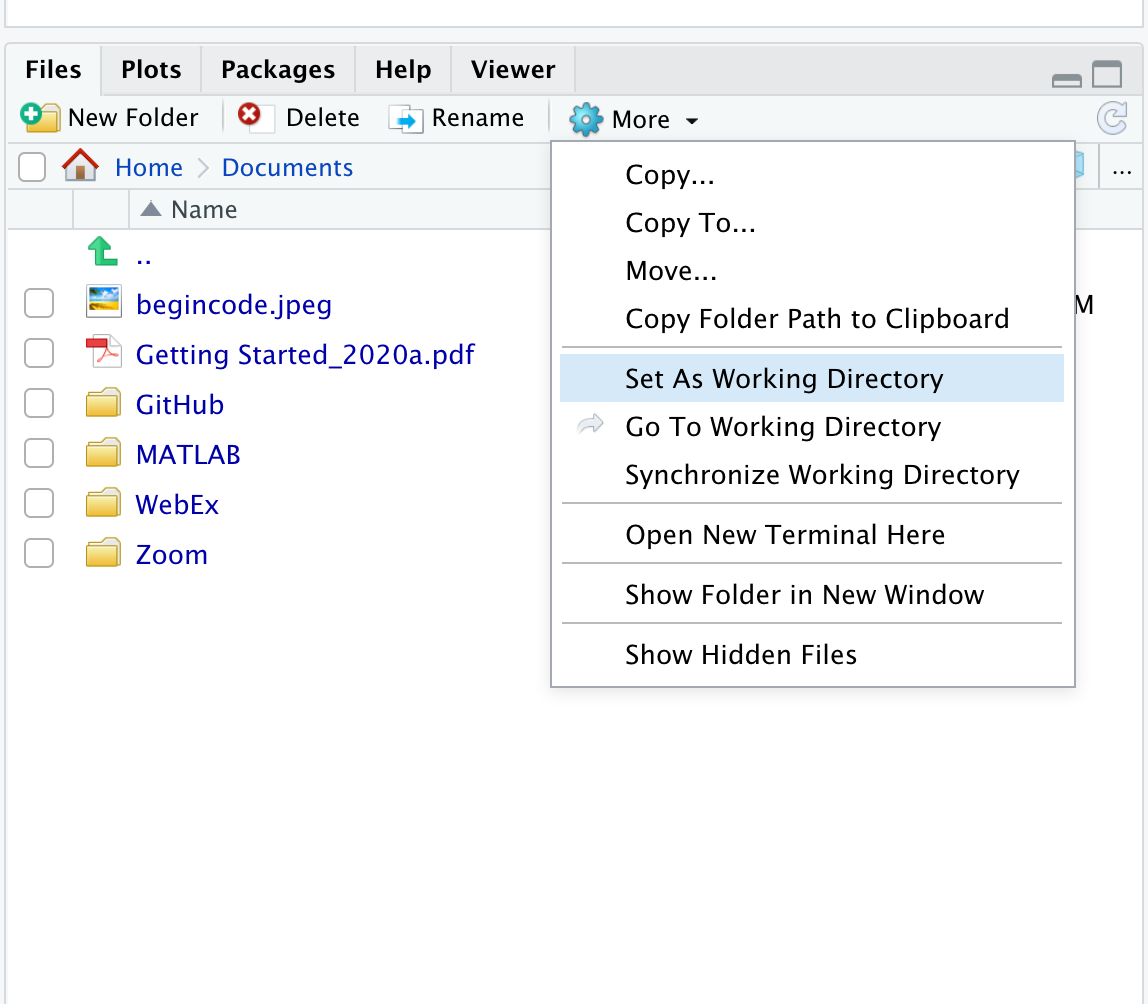 Files Plots Packages Help Viewer
New Folder Delete Rename More
Home Documents ...
Name
..
begincode.jpeg M
Getting Started_2020a.pdf
GitHub
MATLAB
WebEx
Zoom
Copy...
Copy To...
Move...
Copy Folder Path to Clipboard
Set As Working Directory
Go To Working Directory
Synchronize Working Directory
Open New Terminal Here
Show Folder in New Window
Show Hidden Files